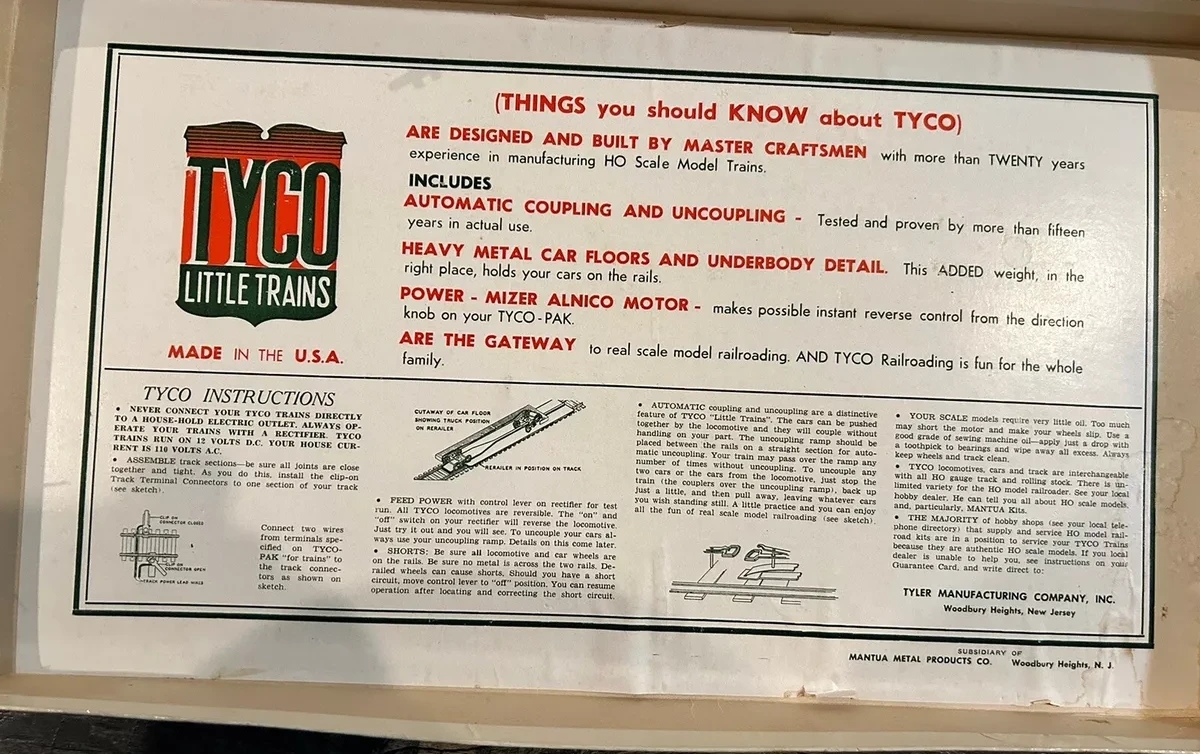 (THINGS you should KNOW about TYCO)
TYCO
LITTLE TRAINS
MADE IN THE U.S.A.
ARE DESIGNED AND BUILT BY MASTER CRAFTSMEN with more than TWENTY years
experience in manufacturing HO Scale Model Trains.
INCLUDES
AUTOMATIC COUPLING AND UNCOUPLING - Tested and proven by more than fifteen
years in actual use.
HEAVY METAL CAR FLOORS AND UNDERBODY DETAIL. This ADDED weight, in the
right place, holds your cars on the rails.
POWER - MIZER ALNICO MOTOR - makes possible instant reverse control from the direction
knob on your TYCO-PAK.
ARE THE GATEWAY to real scale model railroading. AND TYCO Railroading is fun for the whole
family.
TYCO INSTRUCTIONS
• NEVER CONNECT YOUR TYCO TRAINS DIRECTLY
TO A HOUSE-HOLD ELECTRIC OUTLET. ALWAYS OP-
ERATE YOUR TRAINS WITH A RECTIFIER. TYCO
TRAINS RUN ON 12 VOLTS D.C. YOUR HOUSE CUR-
RENT IS 110 VOLTS A.C.
• ASSEMBLE track sections—be sure all joints are close
together and tight. As you do this, install the clip-on
Track Terminal Connectors to one section of your track
(see sketch).
CLIP ON
CONNECTOR CLOSED
CLIP ON
CONNECTOR OPEN
TRACK POWER LEAD WIRES
Connect two wires
from terminals spe-
cified on TYCO-
PAK "for trains" to
the track connec-
tors as shown on
sketch.
CUTAWAY OF CAR FLOOR
SHOWING TRUCK POSITION
ON RERAILER
RERAILER IN POSITION ON TRACK
• FEED POWER with control lever on rectifier for test
run. All TYCO locomotives are reversible. The "on" and
"off" switch on your rectifier will reverse the locomotive.
Just try it out and you will see. To uncouple your cars al-
ways use your uncoupling ramp. Details on this come later.
• SHORTS: Be sure all locomotive and car wheels are
on the rails. Be sure no metal is across the two rails. De-
railed wheels can cause shorts. Should you have a short
circuit, move control lever to "off" position. You can resume
operation after locating and correcting the short circuit.
• AUTOMATIC coupling and uncoupling are a distinctive
feature of TYCO "Little Trains". The cars can be pushed
together by the locomotive and they will couple without
handling on your part. The uncoupling ramp should be
placed between the rails on a straight section for auto-
matic uncoupling. Your train may pass over the ramp any
number of times without uncoupling. To uncouple any
two cars or the cars from the locomotive, just stop the
train (the couplers over the uncoupling ramp), back up
just a little, and then pull away, leaving whatever cars
you wish standing still. A little practice and you can enjoy
all the fun of real scale model railroading (see sketch).
• YOUR SCALE models require very little oil. Too much
may short the motor and make your wheels slip. Use a
good grade of sewing machine oil—apply just a drop with
a toothpick to bearings and wipe away all excess. Always
keep wheels and track clean.
• TYCO locomotives, cars and track are interchangeable
with all HO gauge track and rolling stock. There is un-
limited variety for the HO model railroader. See your local
hobby dealer. He can tell you all about HO scale models,
and, particularly, MANTUA Kits.
• THE MAJORITY of hobby shops (see your local tele-
phone directory) that supply and service HO model rail-
road kits are in a position to service your TYCO Trains
because they are authentic HO scale models. If you local
dealer is unable to help you, see instructions on your
Guarantee Card, and write direct to:
TYLER MANUFACTURING COMPANY, INC.
Woodbury Heights, New Jersey
SUBSIDIARY OF
MANTUA METAL PRODUCTS CO. Woodbury Heights, N. J.